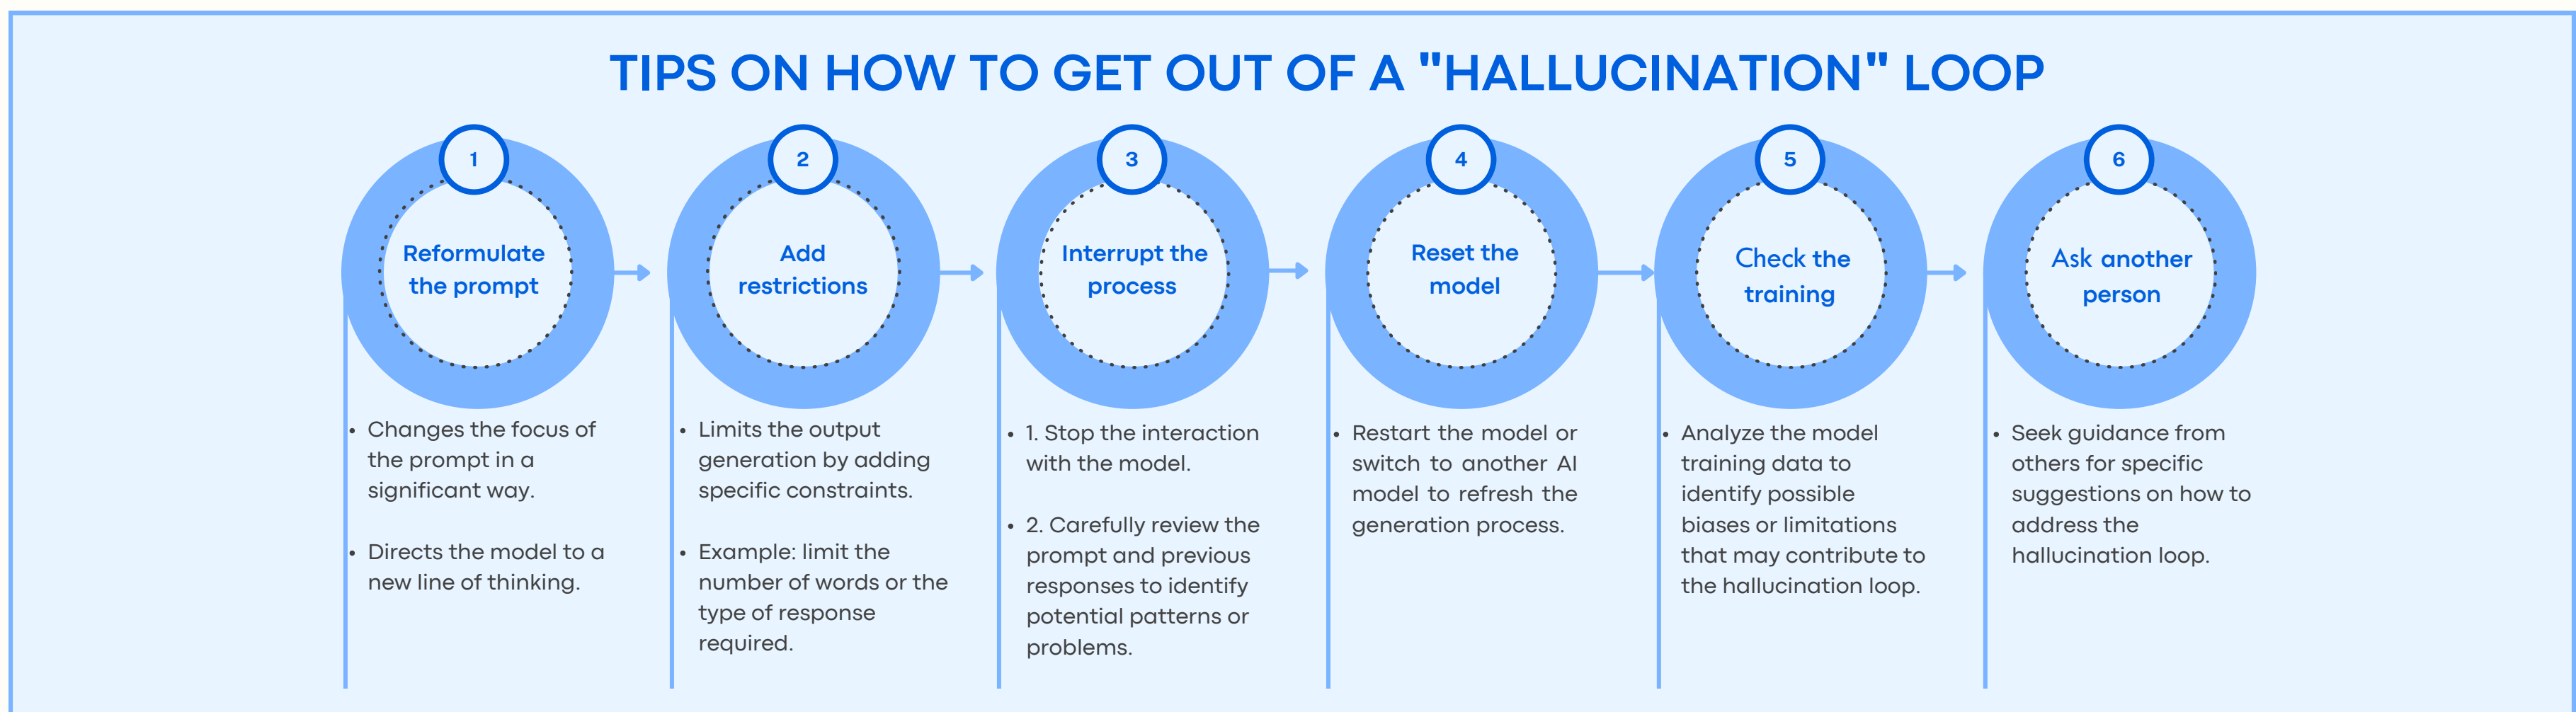 TIPS ON HOW TO GET OUT OF A "HALLUCINATION" LOOP
1
Reformulate
the prompt
• Changes the focus of
the prompt in a
significant way.
• Directs the model to a
new line of thinking.
2
Add
restrictions
• Limits the output
generation by adding
specific constraints.
• Example: limit the
number of words or the
type of response
required.
3
Interrupt the
process
• 1. Stop the interaction
with the model.
• 2. Carefully review the
prompt and previous
responses to identify
potential patterns or
problems.
4
Reset the
model
• Restart the model or
switch to another AI
model to refresh the
generation process.
5
Check the
training
• Analyze the model
training data to
identify possible
biases or limitations
that may contribute to
the hallucination loop.
6
Ask another
person
• Seek guidance from
others for specific
suggestions on how to
address the
hallucination loop.